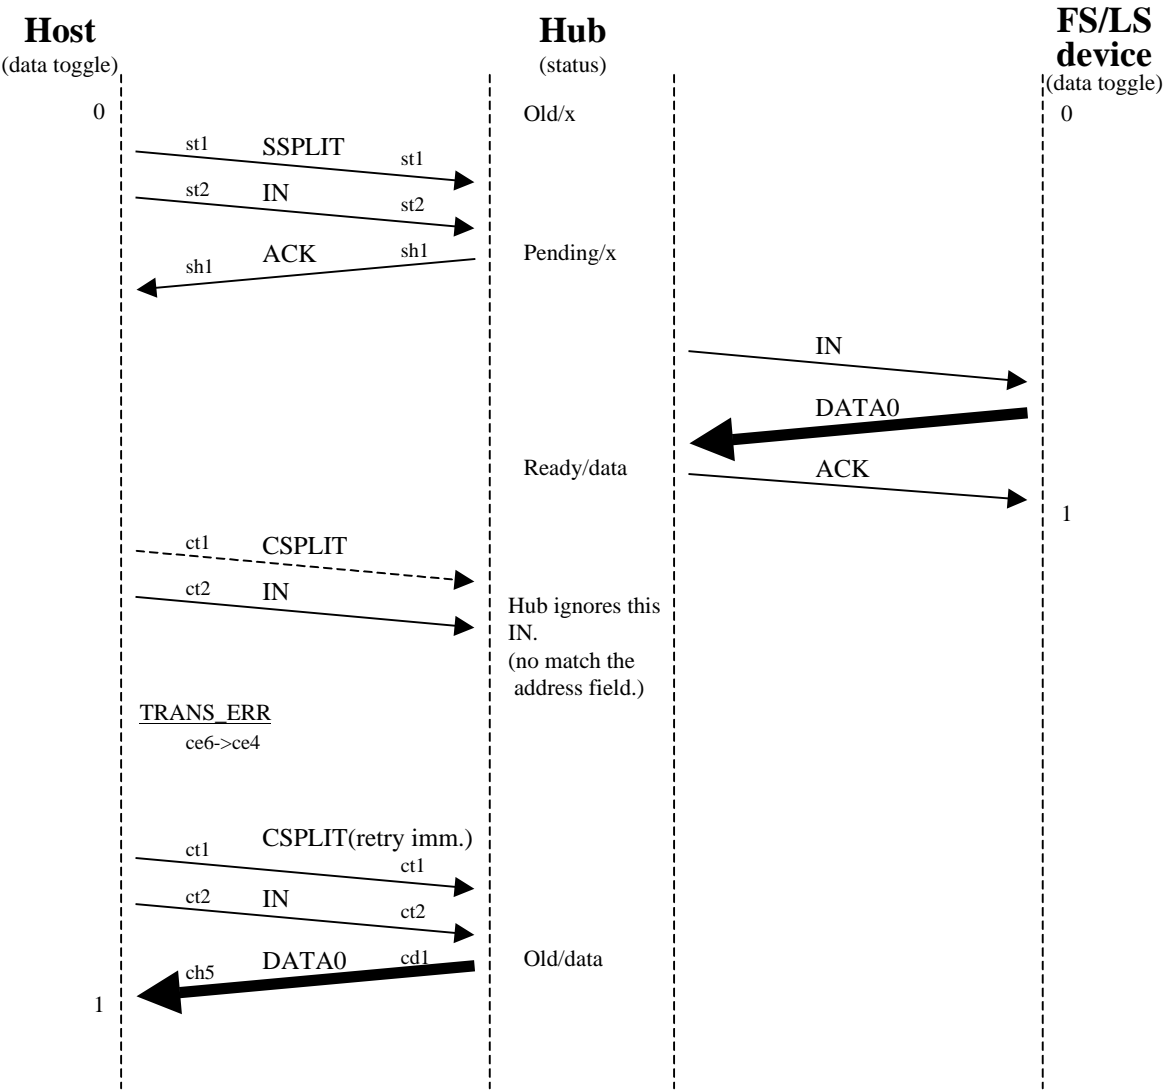 Host
(data toggle)
Hub
(status)
FS/LS
device
(data toggle)
0
Old/x
0
st1 SSPLIT st1
st2 IN st2
ACK sh1
sh1
Pending/x
IN
DATA0
Ready/data
ACK
1
ct1 CSPLIT
ct2 IN
Hub ignores this
IN.
(no match the
address field.)
TRANS_ERR
ce6->ce4
CSPLIT(retry imm.)
ct1 ct1
ct2 IN ct2
DATA0 cd1
ch5
Old/data
1